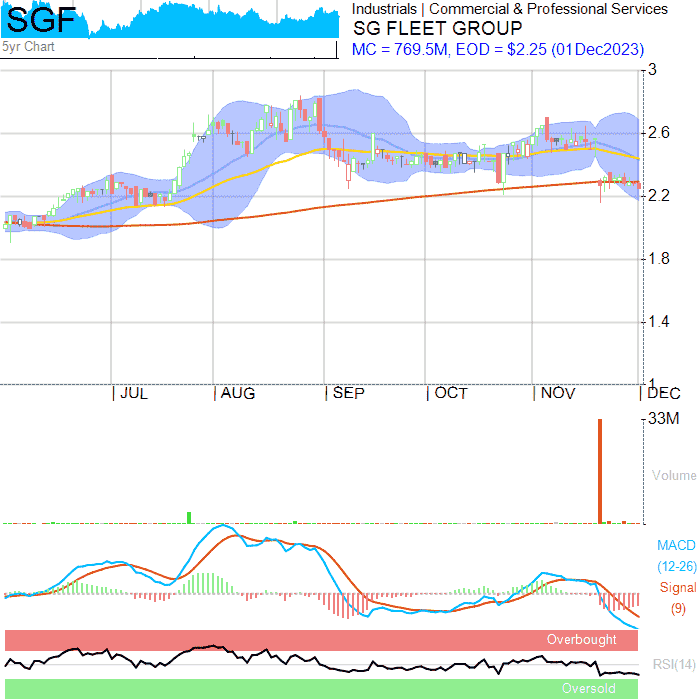 SGF
5yr Chart
Industrials | Commercial & Professional Services
SG FLEET GROUP
MC = 769.5M, EOD = $2.25 (01Dec2023)
3
2.6
2.2
1.8
1.4
1
JUL AUG SEP OCT NOV DEC
33M
Volume
MACD
(12-26)
Signal
(9)
Overbought
RSI(14)
Oversold